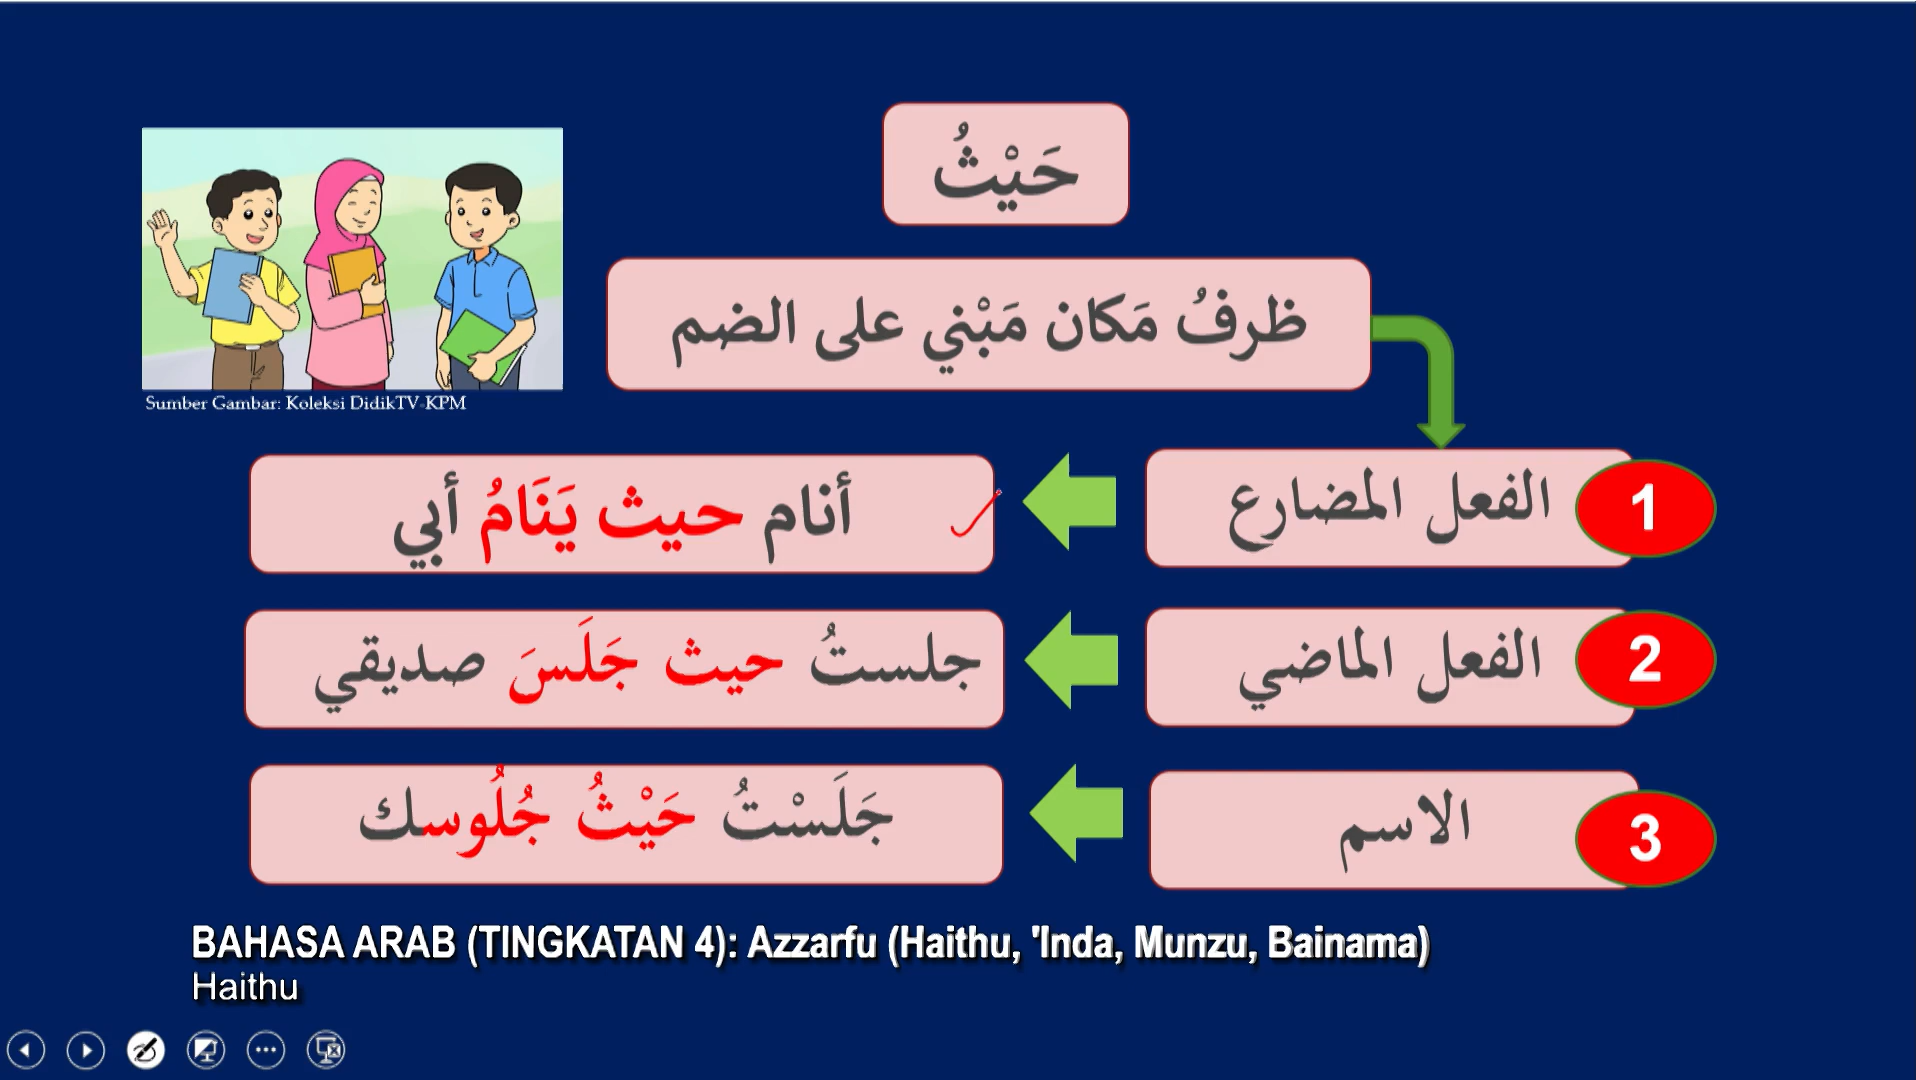 حَيْثُ
ظرفُ مَكان مَبْني على الضم
Sumber Gambar: Koleksi DidikTV KPM
1 الفعل المضارع
أنام حيث يَنَامُ أبي
2 الفعل الماضي
جلستُ حيث جَلَسَ صديقي
3 الاسم
جَلَسْتُ حَيْثُ جُلُوسك
BAHASA ARAB (TINGKATAN 4): Azzarfu (Haithu, 'Inda, Munzu, Bainama)
Haithu